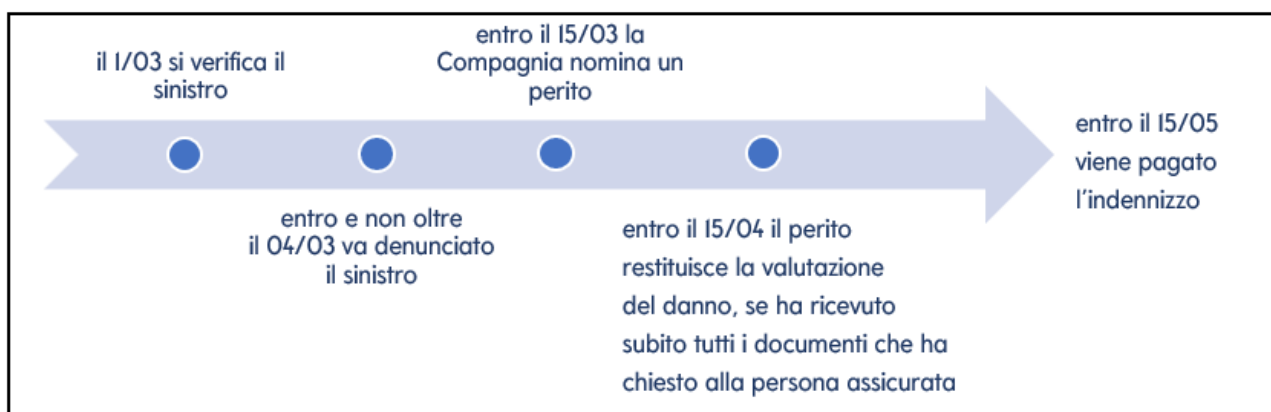 il 1/03 si verifica il
sinistro
entro e non oltre
il 04/03 va denunciato
il sinistro
entro il 15/03 la
Compagnia nomina un
perito
entro il 15/04 il perito
restituisce la valutazione
del danno, se ha ricevuto
subito tutti i documenti che ha
chiesto alla persona assicurata
entro il 15/05
viene pagato
l'indennizzo